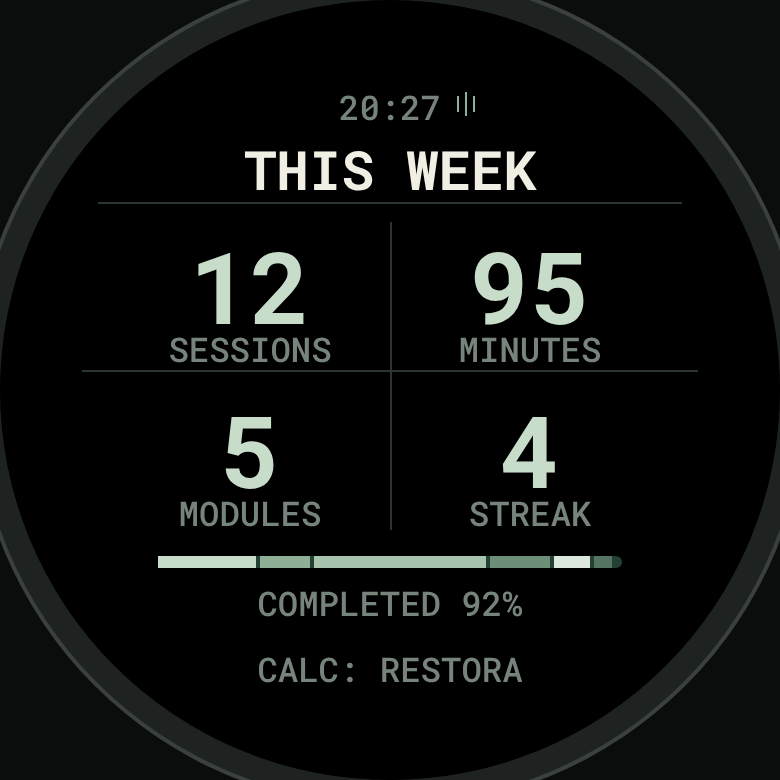 20:27
THIS WEEK
12 95
SESSIONS MINUTES
5 4
MODULES STREAK
COMPLETED 92%
CALC: RESTORA